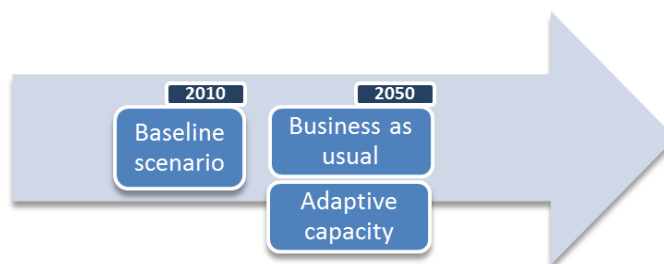 2010
Baseline
scenario
2050
Business as
usual
Adaptive
capacity